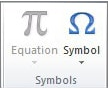 π Ω
Equation Symbol
Symbols